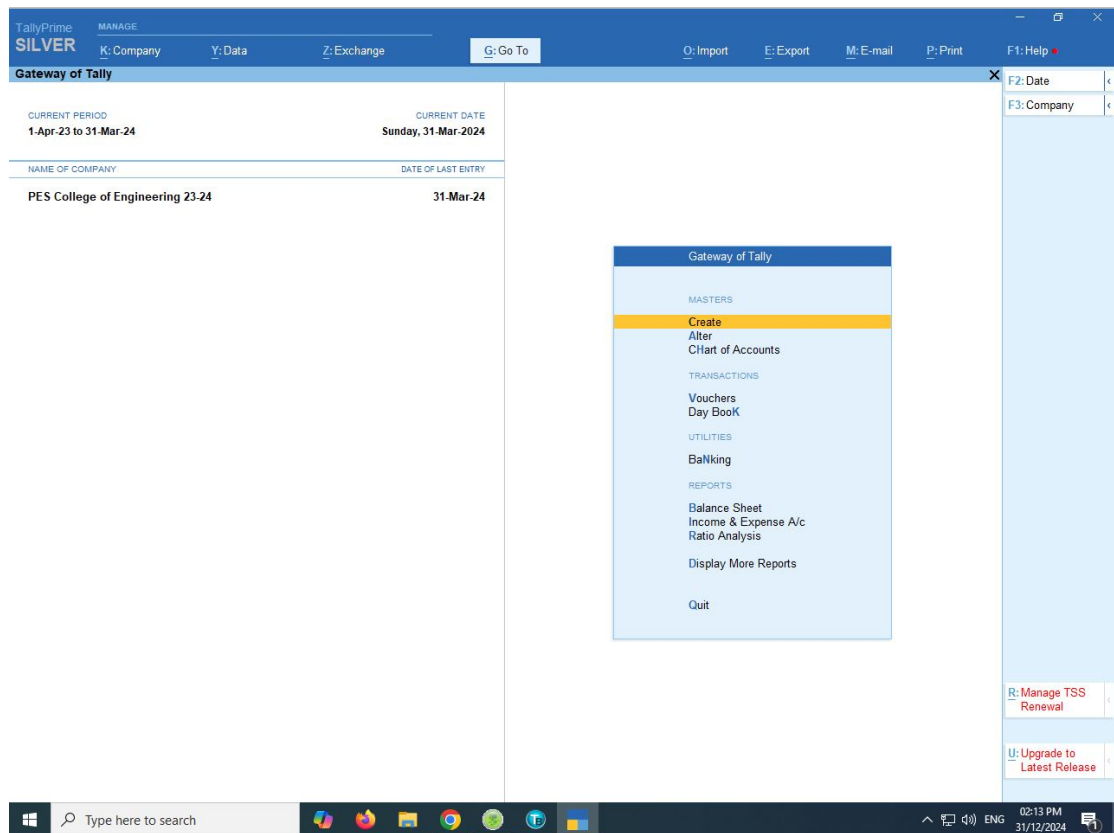 TallyPrime MANAGE
SILVER K: Company Y: Data Z: Exchange G: Go To O: Import E: Export M: E-mail P: Print F1: Help
Gateway of Tally
F2: Date
F3: Company
CURRENT PERIOD CURRENT DATE
1-Apr-23 to 31-Mar-24 Sunday, 31-Mar-2024
NAME OF COMPANY DATE OF LAST ENTRY
PES College of Engineering 23-24 31-Mar-24
Gateway of Tally
MASTERS
Create
Alter
CHart of Accounts
TRANSACTIONS
Vouchers
Day BooK
UTILITIES
BaNking
REPORTS
Balance Sheet
Income & Expense A/c
Ratio Analysis
Display More Reports
Quit
R: Manage TSS
Renewal
U: Upgrade to
Latest Release
Type here to search
ENG
02:13 PM
31/12/2024
1